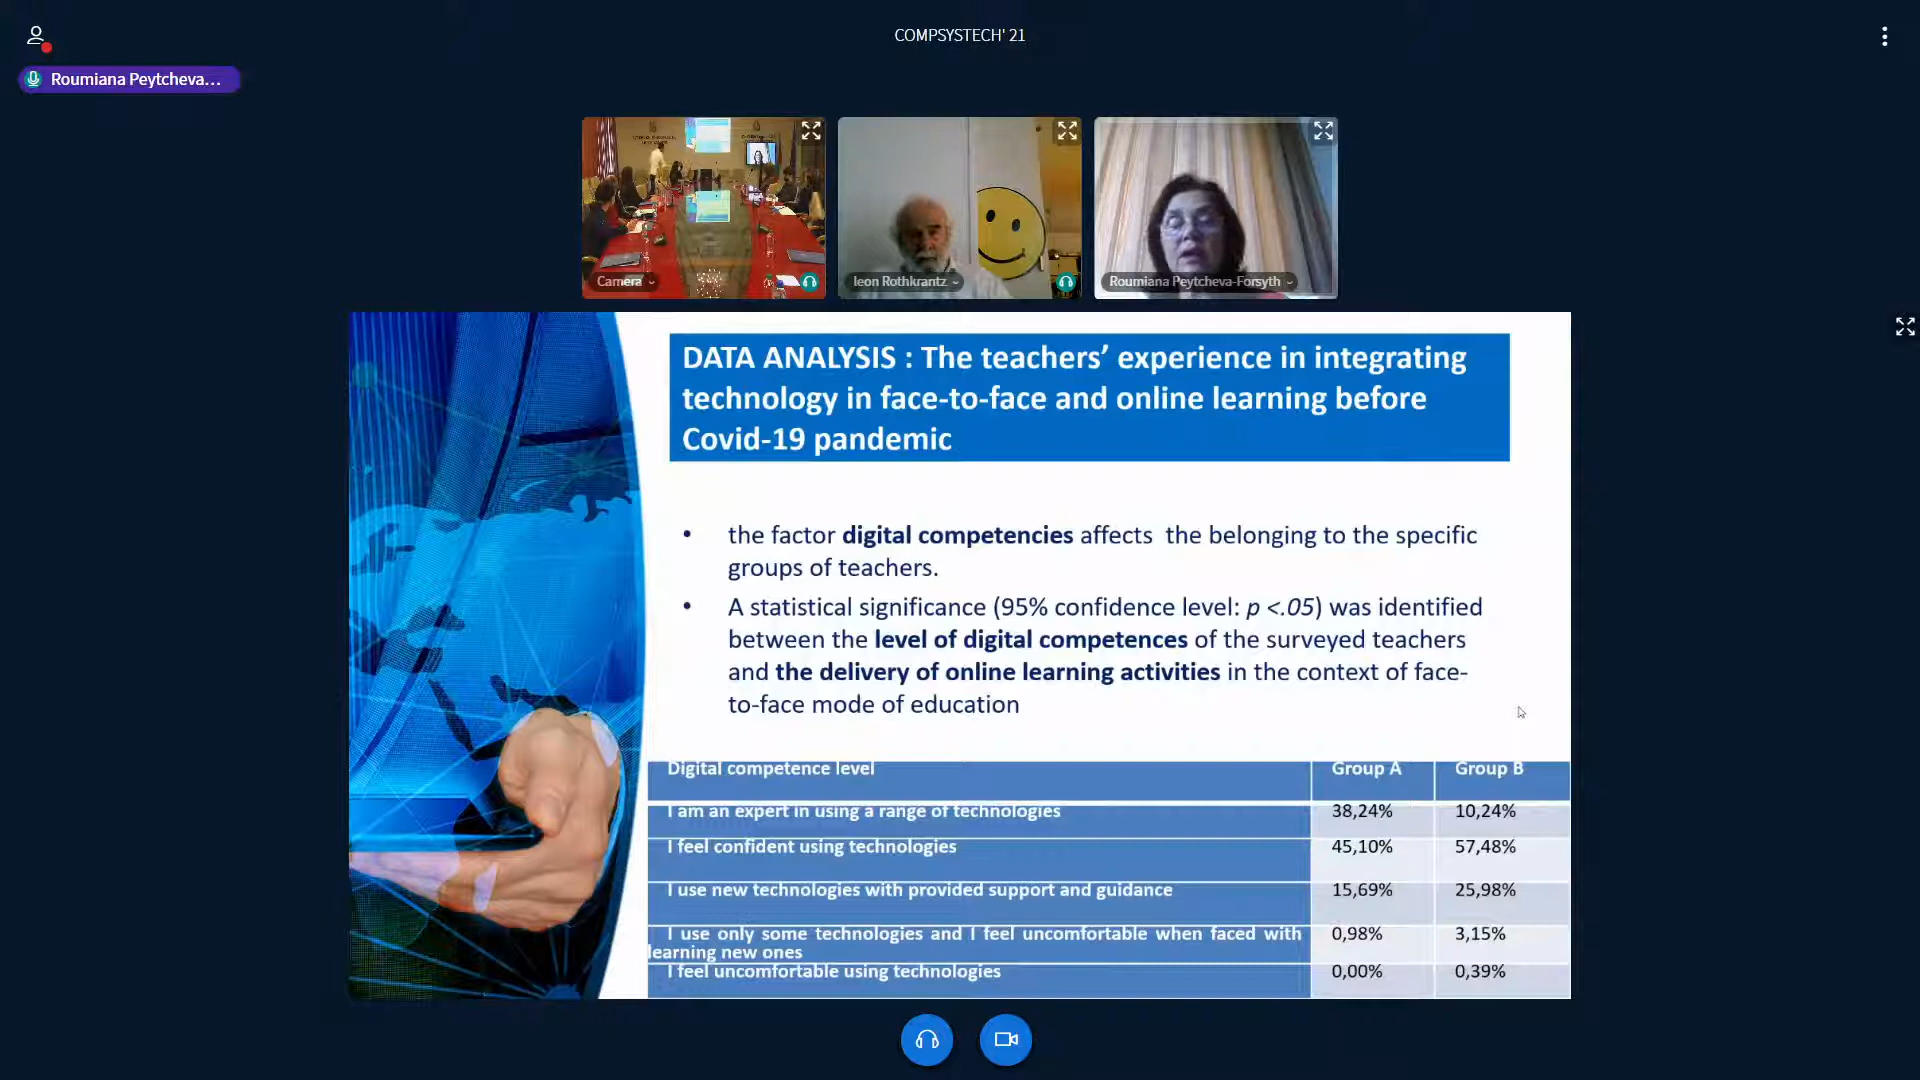 COMPSYSTECH' 21
Roumiana Peytcheva...
Camera
leon Rothkrantz
Roumiana Peytcheva-Forsyth
DATA ANALYSIS : The teachers’ experience in integrating
technology in face-to-face and online learning before
Covid-19 pandemic
• the factor digital competencies affects the belonging to the specific
groups of teachers.
• A statistical significance (95% confidence level: p <.05) was identified
between the level of digital competences of the surveyed teachers
and the delivery of online learning activities in the context of face-
to-face mode of education
Digital competence level Group A Group B
I am an expert in using a range of technologies 38,24% 10,24%
I feel confident using technologies 45,10% 57,48%
I use new technologies with provided support and guidance 15,69% 25,98%
I use only some technologies and I feel uncomfortable when faced with 0,98% 3,15%
learning new ones
I feel uncomfortable using technologies 0,00% 0,39%